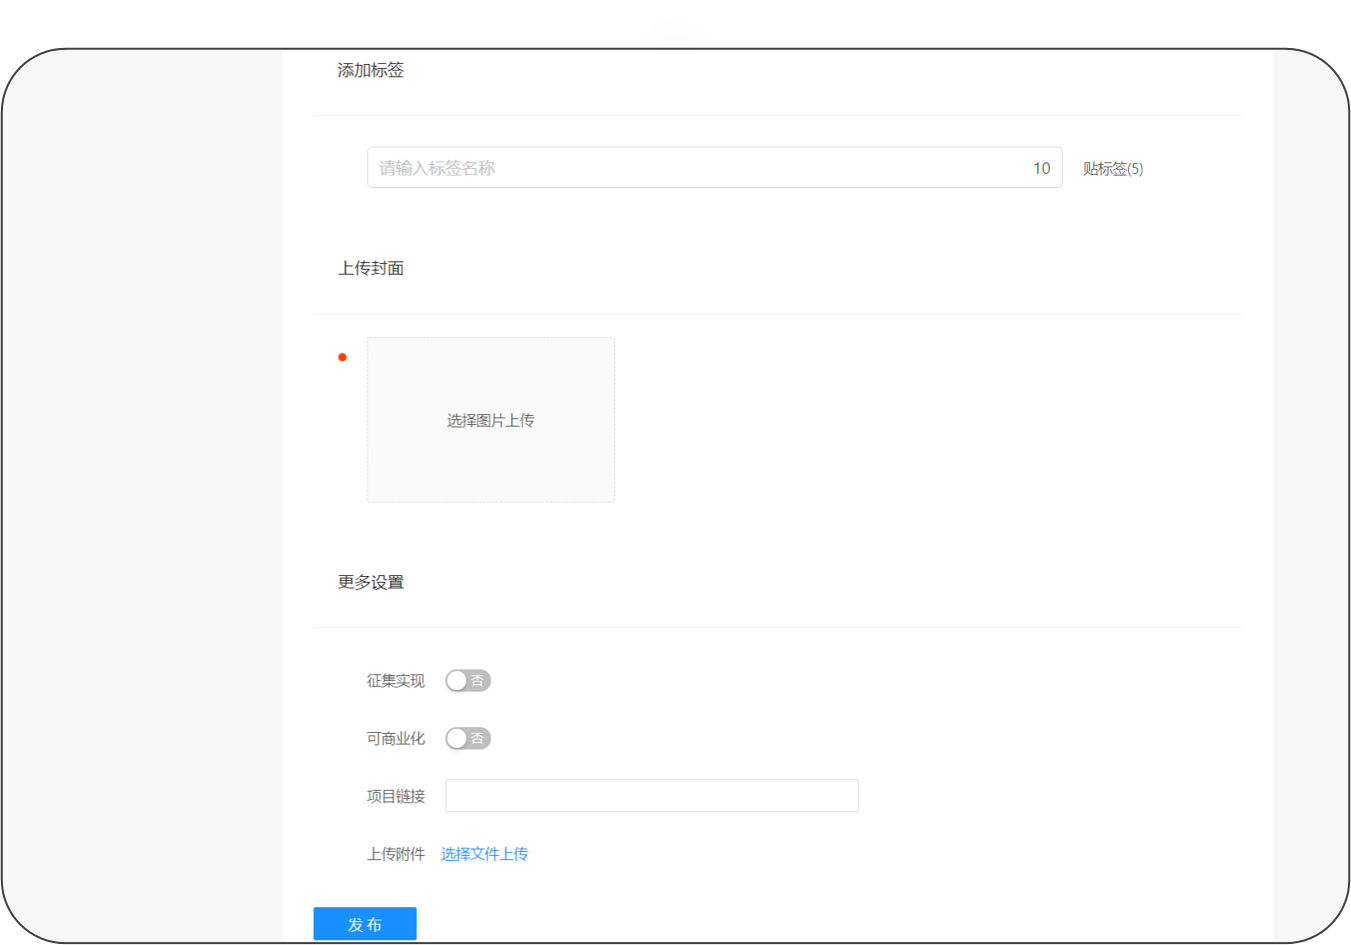 添加标签
请输入标签名称 10 贴标签(5)
上传封面
选择图片上传
更多设置
征集实现 否
可商业化 否
项目链接
上传附件 选择文件上传
发布